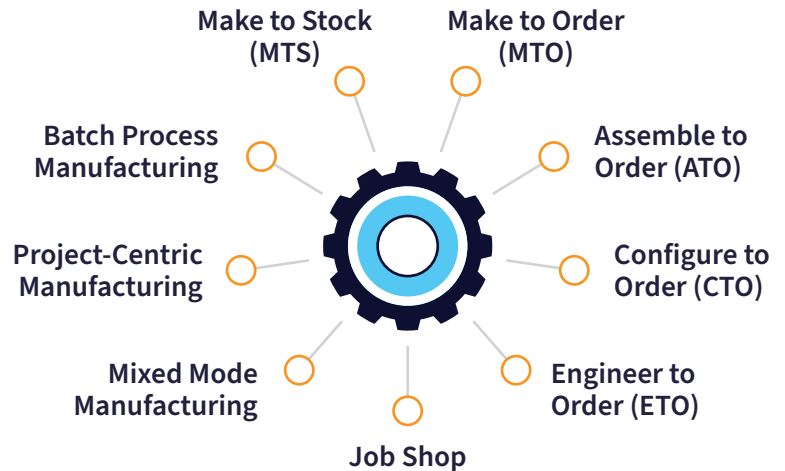 Make to Stock
(MTS)
Make to Order
(MTO)
Batch Process
Manufacturing
Assemble to
Order (ATO)
Project-Centric
Manufacturing
Configure to
Order (CTO)
Mixed Mode
Manufacturing
Engineer to
Order (ETO)
Job Shop